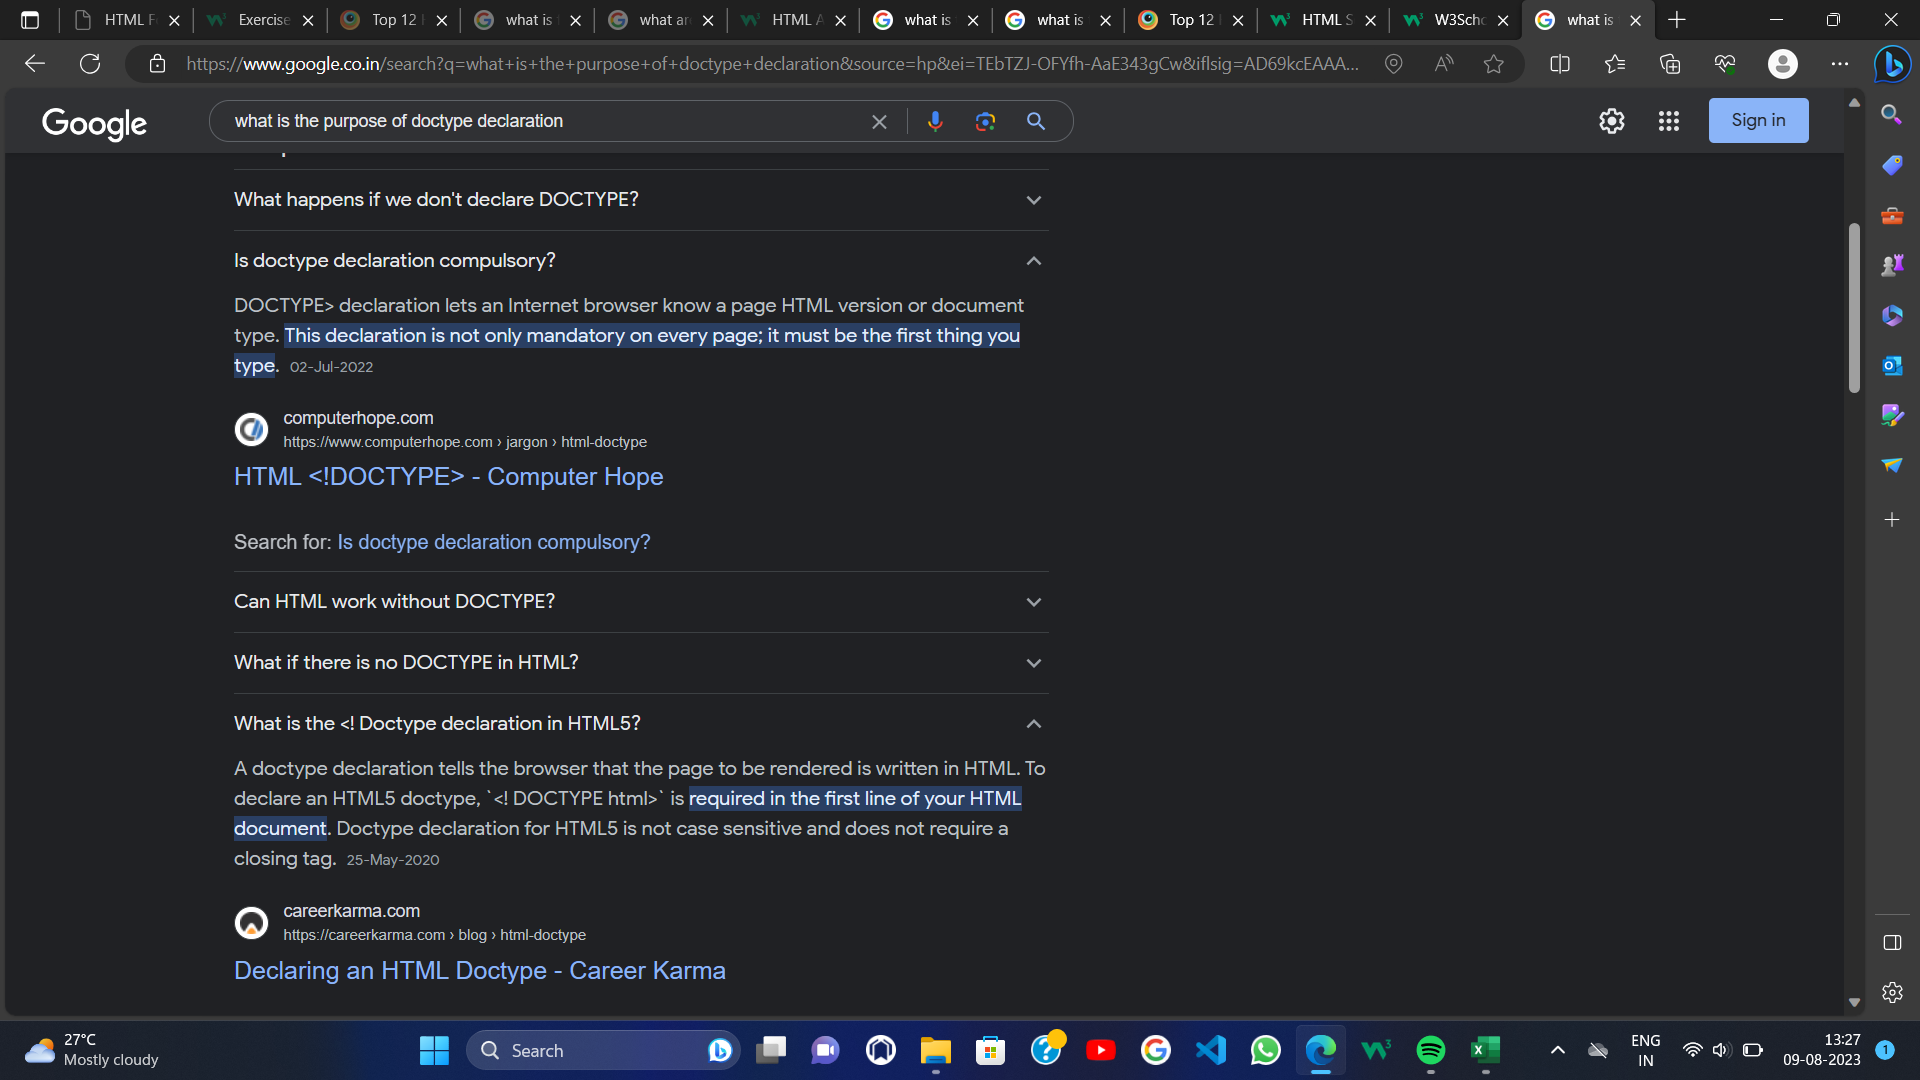 HTML F
Exercise
Top 12
what is
what are
HTML A
what is
what is
Top 12
HTML S
W3Scho
what is
https://www.google.co.in/search?q=what+is+the+purpose+of+doctype+declaration&source=hp&ei=TEbTZJ-OFYfh-AaE343gCw&iflsig=AD69kcEAAA...
Google
what is the purpose of doctype declaration
Sign in
What happens if we don't declare DOCTYPE?
Is doctype declaration compulsory?
DOCTYPE> declaration lets an Internet browser know a page HTML version or document
type. This declaration is not only mandatory on every page; it must be the first thing you
type. 02-Jul-2022
computerhope.com
https://www.computerhope.com › jargon › html-doctype
HTML <!DOCTYPE> - Computer Hope
Search for: Is doctype declaration compulsory?
Can HTML work without DOCTYPE?
What if there is no DOCTYPE in HTML?
What is the <! Doctype declaration in HTML5?
A doctype declaration tells the browser that the page to be rendered is written in HTML. To
declare an HTML5 doctype, `<! DOCTYPE html>` is required in the first line of your HTML
document. Doctype declaration for HTML5 is not case sensitive and does not require a
closing tag. 25-May-2020
careerkarma.com
https://careerkarma.com › blog › html-doctype
Declaring an HTML Doctype - Career Karma
27°C
Mostly cloudy
Search
ENG
IN
13:27
09-08-2023
1